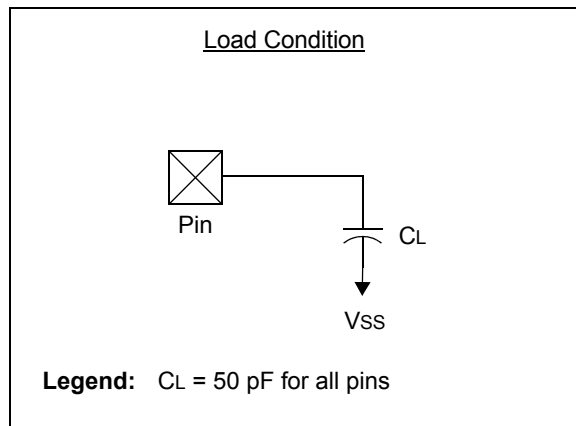 Load Condition
Pin
CL
VSS
Legend: CL = 50 pF for all pins